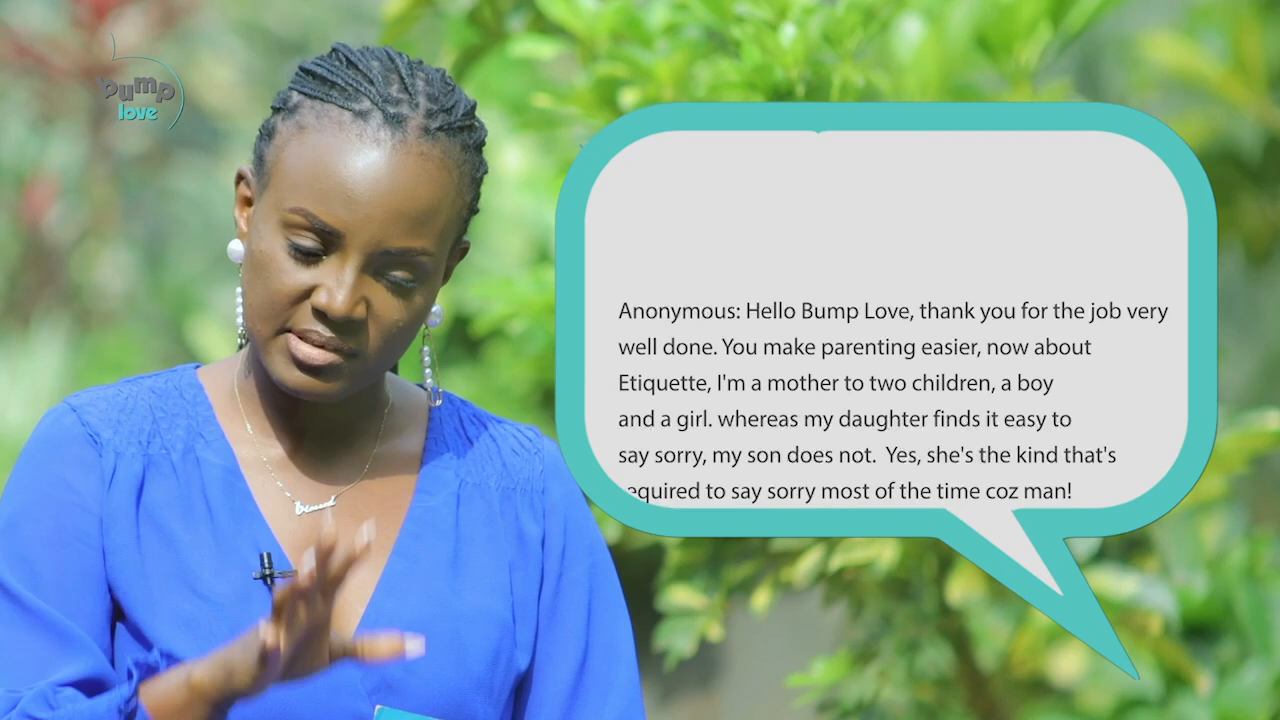 bump
love
Anonymous: Hello Bump Love, thank you for the job very
well done. You make parenting easier, now about
Etiquette, I'm a mother to two children, a boy
and a girl. whereas my daughter finds it easy to
say sorry, my son does not.  Yes, she's the kind that's
required to say sorry most of the time coz man!